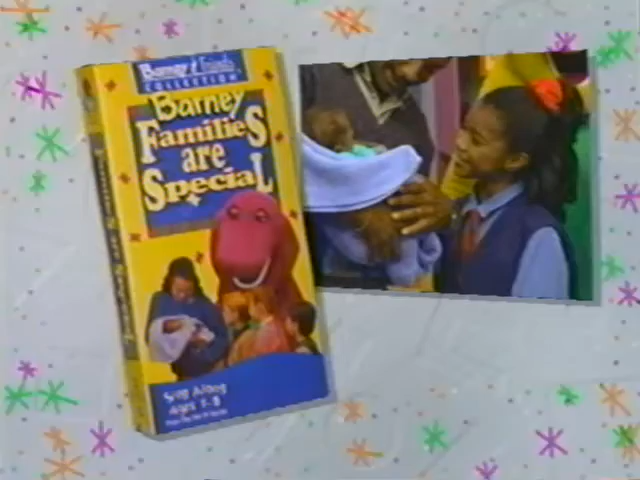 Barney & Friends
COLLECTION
Barney
Families
are
Special
Sing Along
Ages 1-8